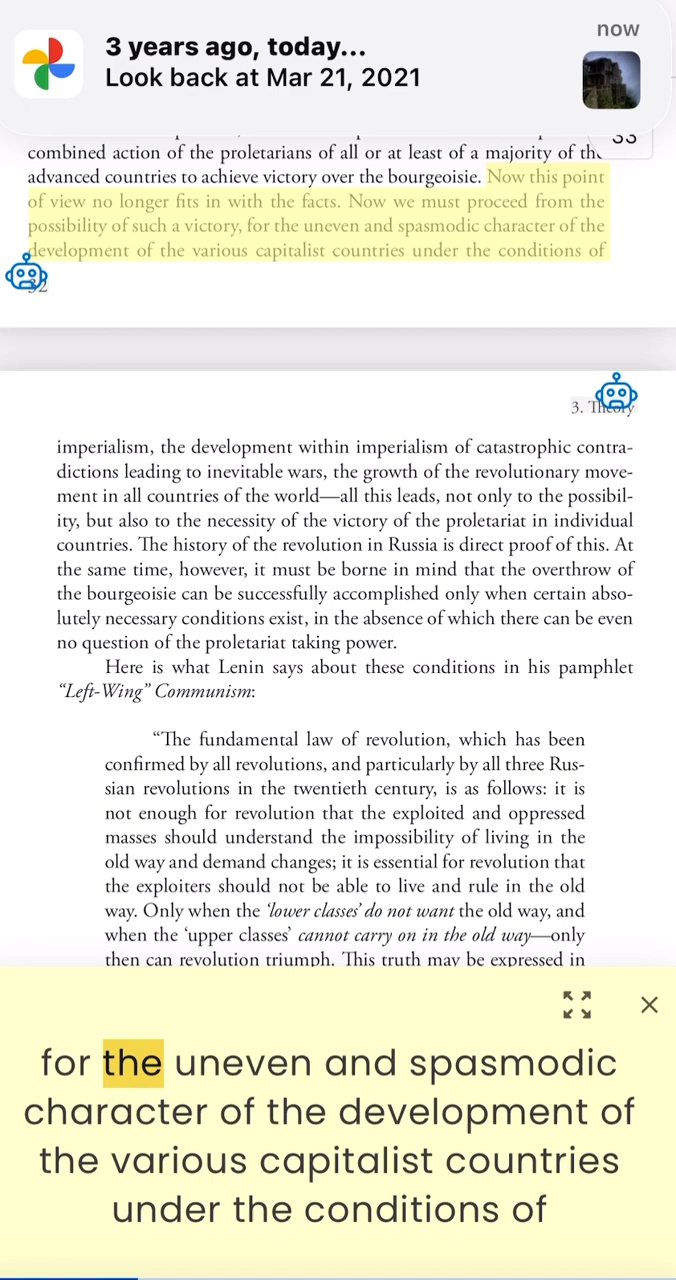 now
3 years ago, today...
Look back at Mar 21, 2021
33
combined action of the proletarians of all or at least of a majority of the
advanced countries to achieve victory over the bourgeoisie. Now this point
of view no longer fits in with the facts. Now we must proceed from the
possibility of such a victory, for the uneven and spasmodic character of the
development of the various capitalist countries under the conditions of
32
3. Theory
imperialism, the development within imperialism of catastrophic contra-
dictions leading to inevitable wars, the growth of the revolutionary move-
ment in all countries of the world—all this leads, not only to the possibil-
ity, but also to the necessity of the victory of the proletariat in individual
countries. The history of the revolution in Russia is direct proof of this. At
the same time, however, it must be borne in mind that the overthrow of
the bourgeoisie can be successfully accomplished only when certain abso-
lutely necessary conditions exist, in the absence of which there can be even
no question of the proletariat taking power.
Here is what Lenin says about these conditions in his pamphlet
“Left-Wing” Communism:
“The fundamental law of revolution, which has been
confirmed by all revolutions, and particularly by all three Rus-
sian revolutions in the twentieth century, is as follows: it is
not enough for revolution that the exploited and oppressed
masses should understand the impossibility of living in the
old way and demand changes; it is essential for revolution that
the exploiters should not be able to live and rule in the old
way. Only when the ‘lower classes’ do not want the old way, and
when the ‘upper classes’ cannot carry on in the old way—only
then can revolution triumph. This truth may be expressed in
for the uneven and spasmodic
character of the development of
the various capitalist countries
under the conditions of